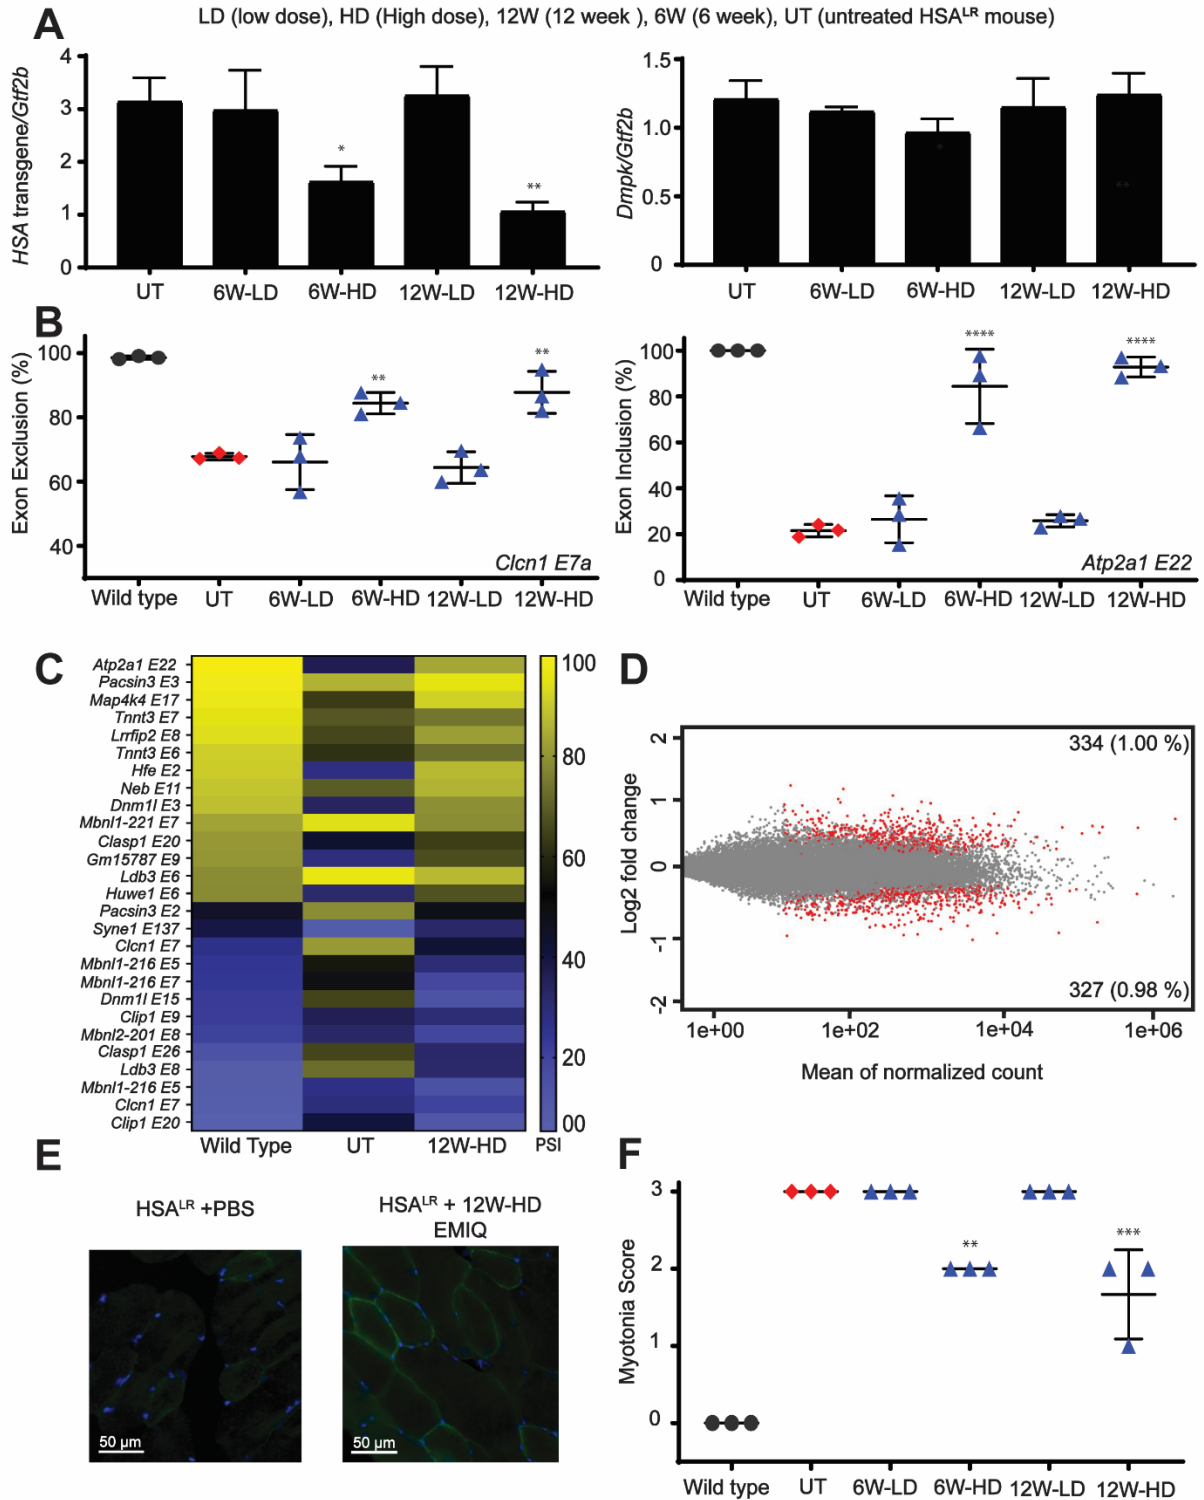 LD (low dose), HD (High dose), 12W (12 week ), 6W (6 week), UT (untreated HSALR mouse)
A
HSA transgene/Gtf2b
4
3
2
1
0
*
**
UT
6W-LD
6W-HD
12W-LD
12W-HD
Dmpk/Gtf2b
1.5
1.0
0.5
0
*
**
UT
6W-LD
6W-HD
12W-LD
12W-HD
B
Exon Exclusion (%)
100
80
60
40
**
**
Clcn1 E7a
Wild type
UT
6W-LD
6W-HD
12W-LD
12W-HD
Exon Inclusion (%)
100
80
60
40
20
0
****
****
Atp2a1 E22
Wild type
UT
6W-LD
6W-HD
12W-LD
12W-HD
C
Atp2a1 E22
Pacsin3 E3
Map4k4 E17
Tnnt3 E7
Lrrfip2 E8
Tnnt3 E6
Hfe E2
Neb E11
Dnm1l E3
Mbnl1-221 E7
Clasp1 E20
Gm15787 E9
Ldb3 E6
Huwe1 E6
Pacsin3 E2
Syne1 E137
Clcn1 E7
Mbnl1-216 E5
Mbnl1-216 E7
Dnm1l E15
Clip1 E9
Mbnl2-201 E8
Clasp1 E26
Ldb3 E8
Mbnl1-216 E5
Clcn1 E7
Clip1 E20
Wild Type
UT
12W-HD
100
80
60
40
20
00
PSI
D
Log2 fold change
2
1
0
-1
-2
334 (1.00 %)
327 (0.98 %)
1e+00
1e+02
1e+04
1e+06
Mean of normalized count
E
HSALR +PBS
50 µm
HSALR + 12W-HD
EMIQ
50 µm
F
Myotonia Score
3
2
1
0
**
***
Wild type
UT
6W-LD
6W-HD
12W-LD
12W-HD